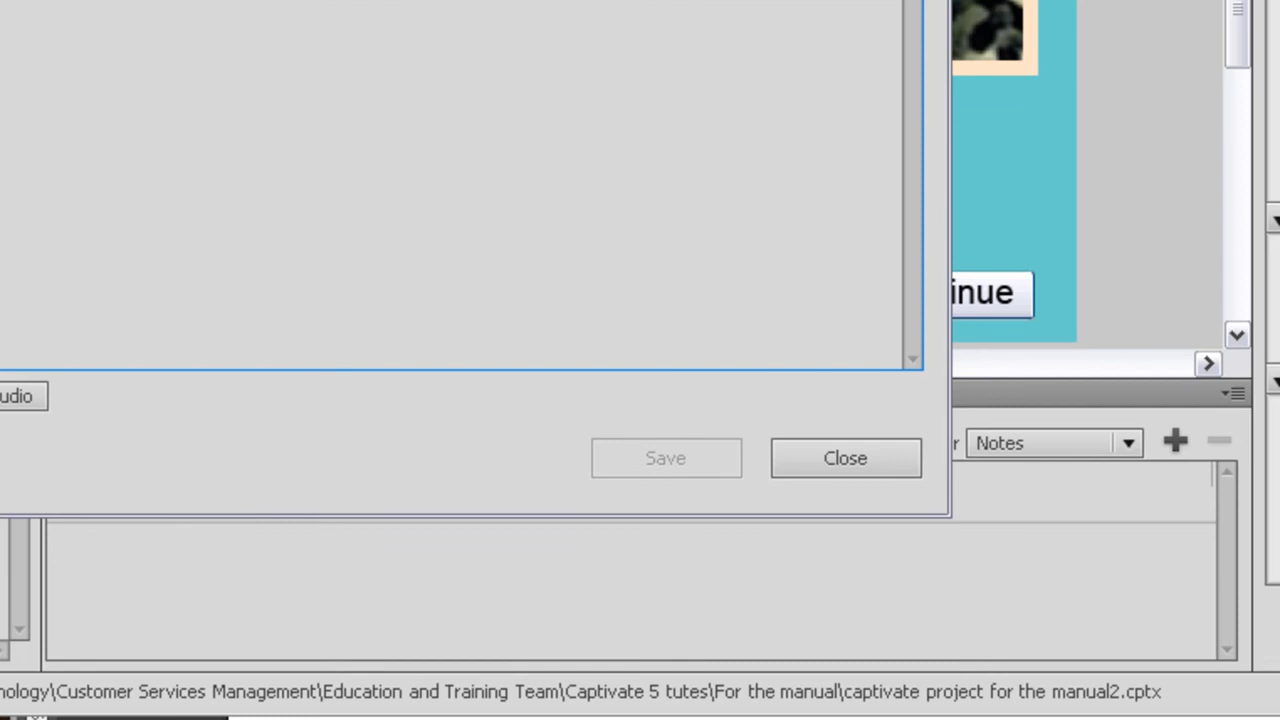 inue
udio
r Notes
Save
Close
nology\Customer Services Management\Education and Training Team\Captivate 5 tutes\For the manual\captivate project for the manual2.cptx